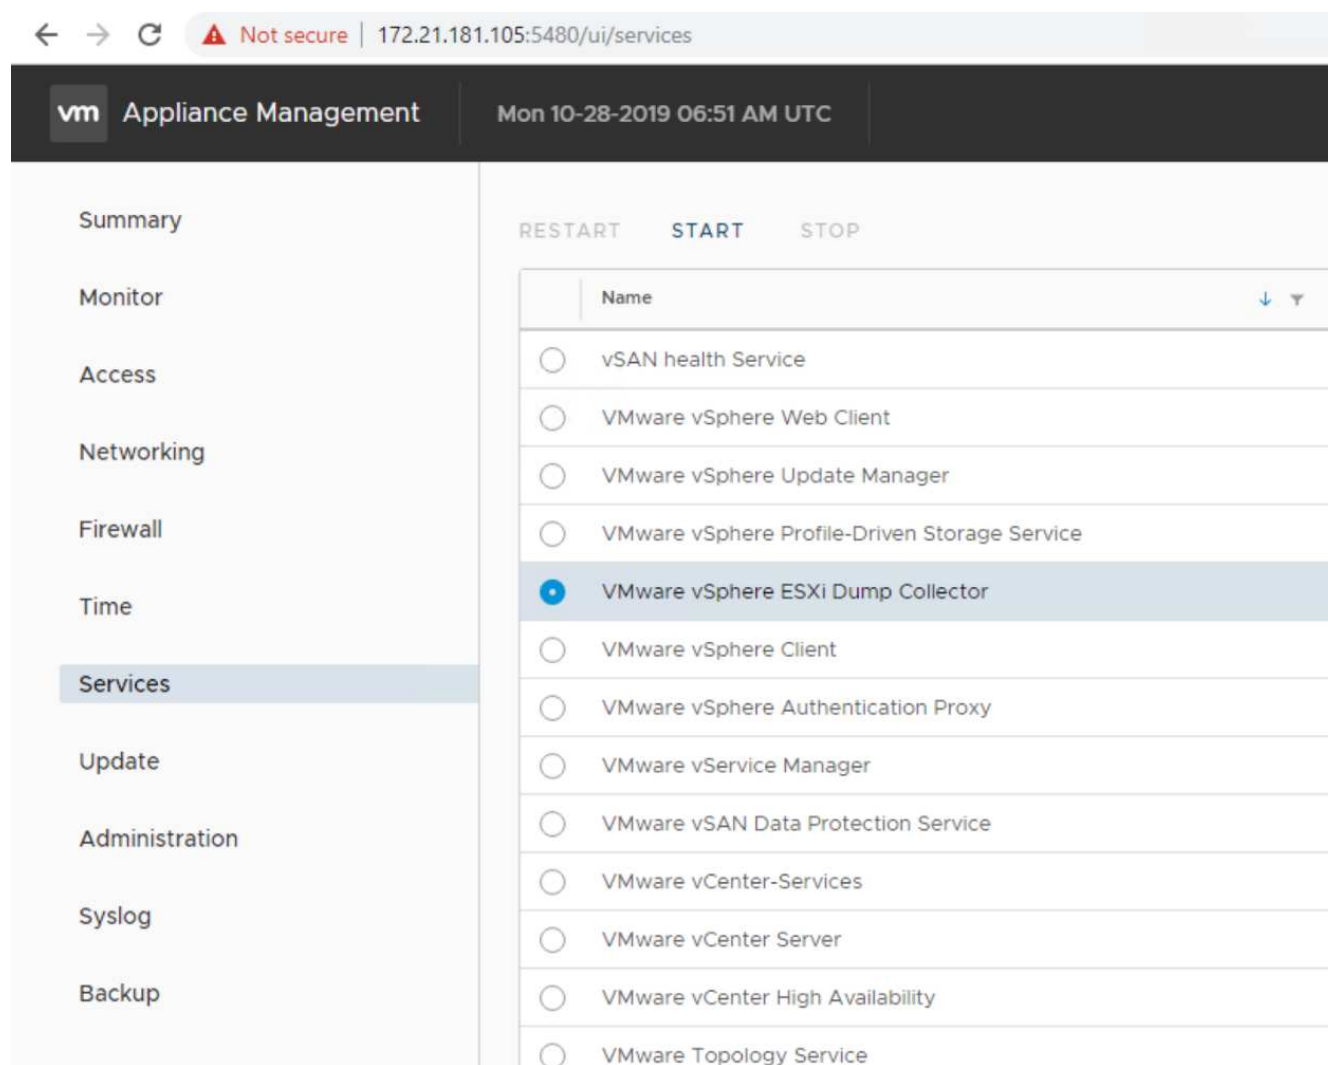 Not secure | 172.21.181.105:5480/ui/services
vm Appliance Management Mon 10-28-2019 06:51 AM UTC
Summary
Monitor
Access
Networking
Firewall
Time
Services
Update
Administration
Syslog
Backup
RESTART START STOP
Name
vSAN health Service
VMware vSphere Web Client
VMware vSphere Update Manager
VMware vSphere Profile-Driven Storage Service
VMware vSphere ESXi Dump Collector
VMware vSphere Client
VMware vSphere Authentication Proxy
VMware vService Manager
VMware vSAN Data Protection Service
VMware vCenter-Services
VMware vCenter Server
VMware vCenter High Availability
VMware Topology Service